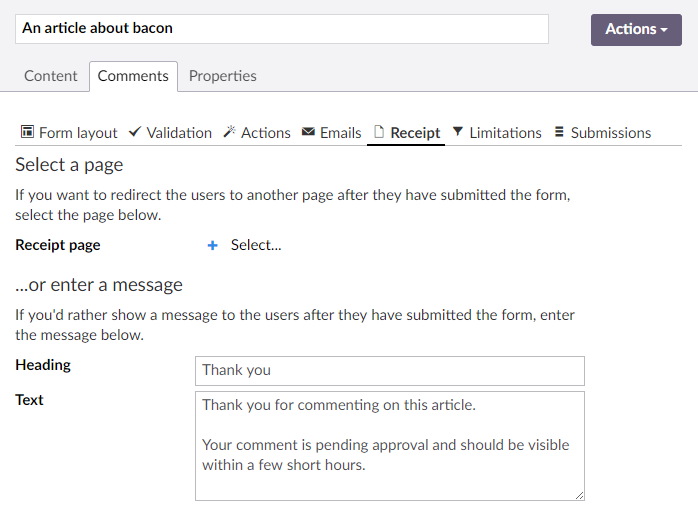 An article about bacon
Actions
Content Comments Properties
Form layout Validation Actions Emails Receipt Limitations Submissions
Select a page
If you want to redirect the users to another page after they have submitted the form,
select the page below.
Receipt page + Select...
...or enter a message
If you'd rather show a message to the users after they have submitted the form, enter
the message below.
Heading Thank you
Text Thank you for commenting on this article.
Your comment is pending approval and should be visible
within a few short hours.